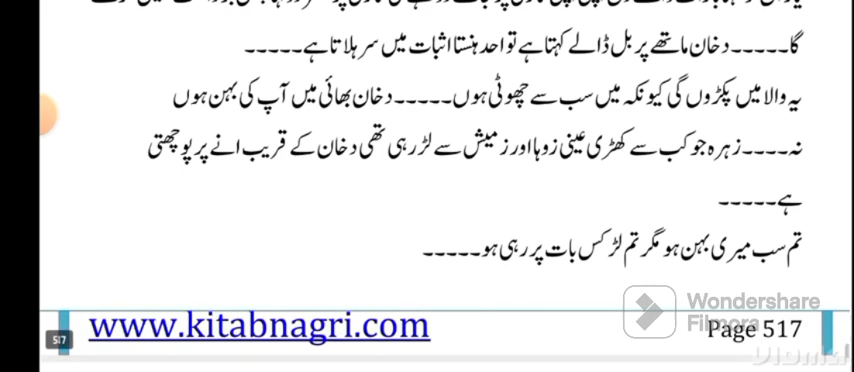 گا۔۔۔۔۔دخان ماتھے پر بل ڈالے کہتا ہے تو احد ہنستا اثبات میں سر ہلاتا ہے۔۔۔۔۔
یہ والا میں پکڑوں گی کیونکہ میں سب سے چھوٹی ہوں۔۔۔۔۔دخان بھائی میں آپ کی بہن ہوں
نہ۔۔۔۔زہرہ جو کب سے کھڑی عینی زوہا اور زمیش سے لڑ رہی تھی دخان کے قریب انے پر پوچھتی
ہے۔۔۔۔۔
تم سب میری بہن ہو مگر تم لڑ کس بات پر رہی ہو۔۔۔۔۔
Wondershare
Filmora
www.kitabnagri.com
Page 517
517